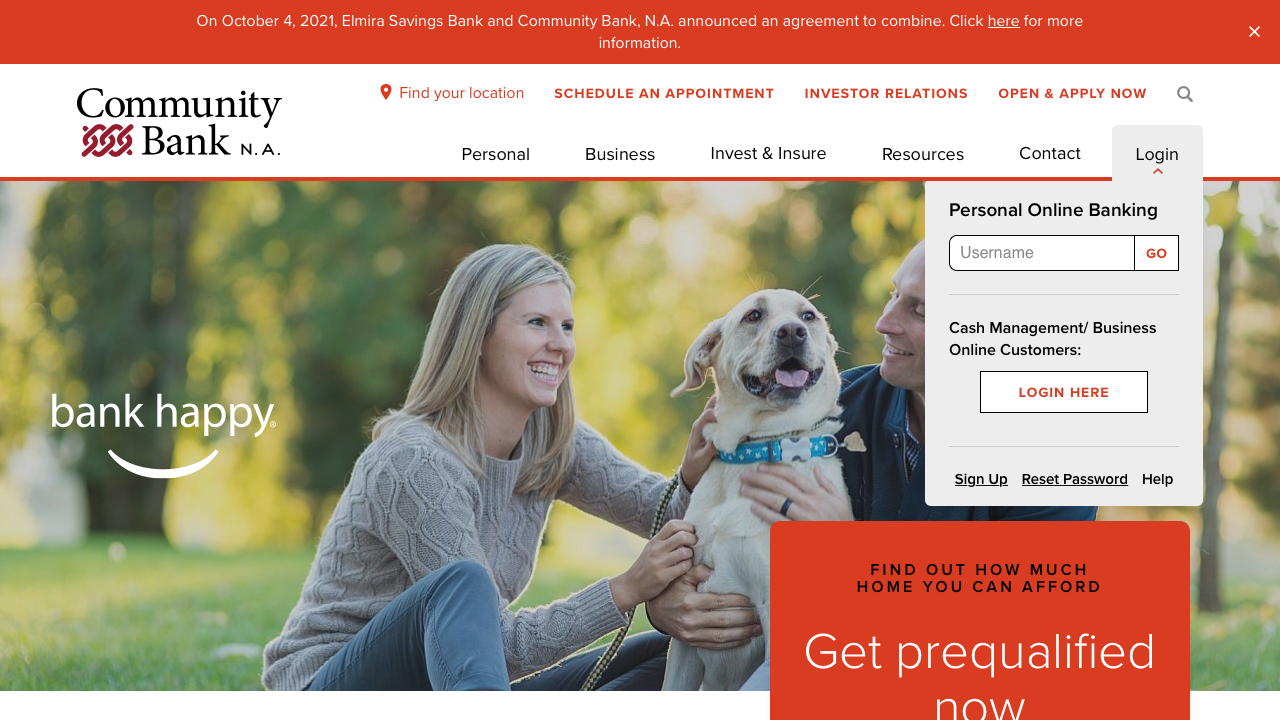 On October 4, 2021, Elmira Savings Bank and Community Bank, N.A. announced an agreement to combine. Click here for more
information.
Community
Bank N.A.
Find your location
SCHEDULE AN APPOINTMENT
INVESTOR RELATIONS
OPEN & APPLY NOW
Personal
Business
Invest & Insure
Resources
Contact
Login
Personal Online Banking
Username
GO
Cash Management/ Business
Online Customers:
LOGIN HERE
Sign Up
Reset Password
Help
bank happy®
FIND OUT HOW MUCH
HOME YOU CAN AFFORD
Get prequalified
now